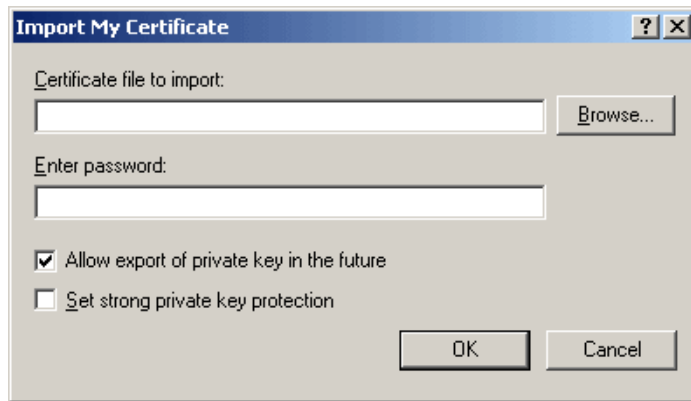 Import My Certificate
?
Certificate file to import:
Browse...
Enter password:
Allow export of private key in the future
Set strong private key protection
OK Cancel